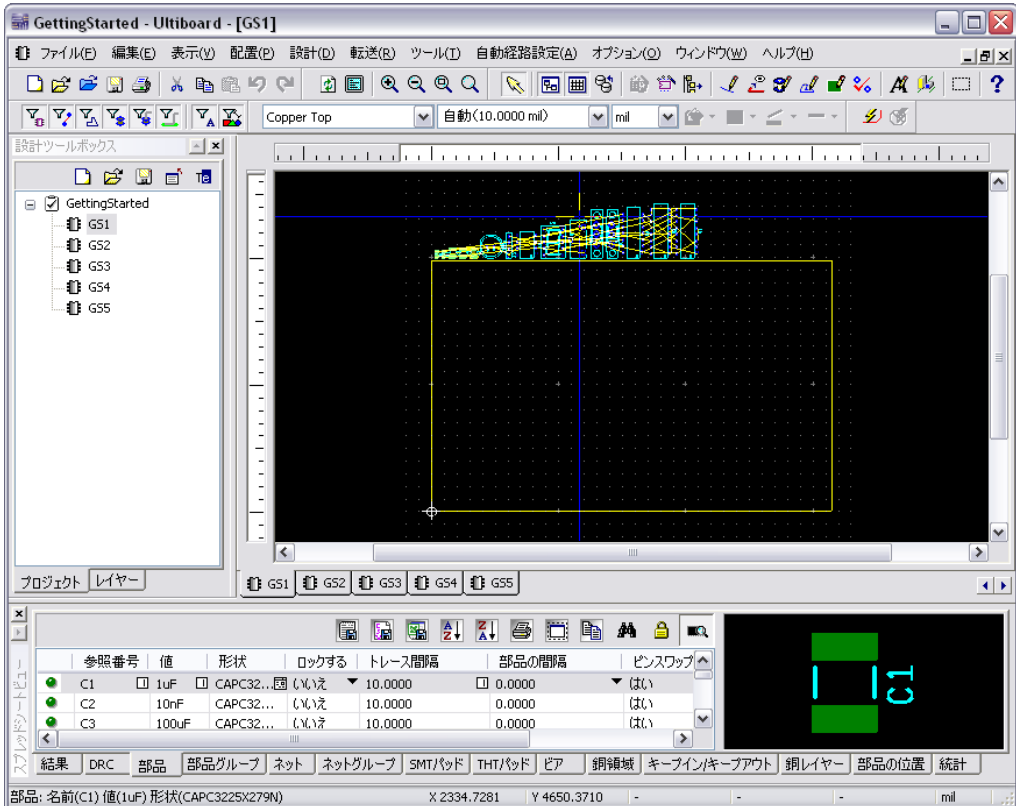 GettingStarted - Ultiboard - [GS1]
ファイル(F) 編集(E) 表示(V) 配置(P) 設計(D) 転送(R) ツール(T) 自動経路設定(A) オプション(O) ウィンドウ(W) ヘルプ(H)
Copper Top 自動(10.0000 mil) mil
設計ツールボックス
GettingStarted
GS1
GS2
GS3
GS4
GS5
プロジェクト レイヤー
GS1 GS2 GS3 GS4 GS5
スプレッドシートビュー
参照番号 値 形状 ロックする トレース間隔 部品の間隔 ピンスワップ
C1 1uF CAPC32... いいえ 10.0000 0.0000 はい
C2 10nF CAPC32... いいえ 10.0000 0.0000 はい
C3 100uF CAPC32... いいえ 10.0000 0.0000 はい
C1
結果 DRC 部品 部品グループ ネット ネットグループ SMTパッド THTパッド ビア 銅領域 キープイン/キープアウト 銅レイヤー 部品の位置 統計
部品: 名前(C1) 値(1uF) 形状(CAPC3225X279N) X 2334.7281 Y 4650.3710 - - - mil